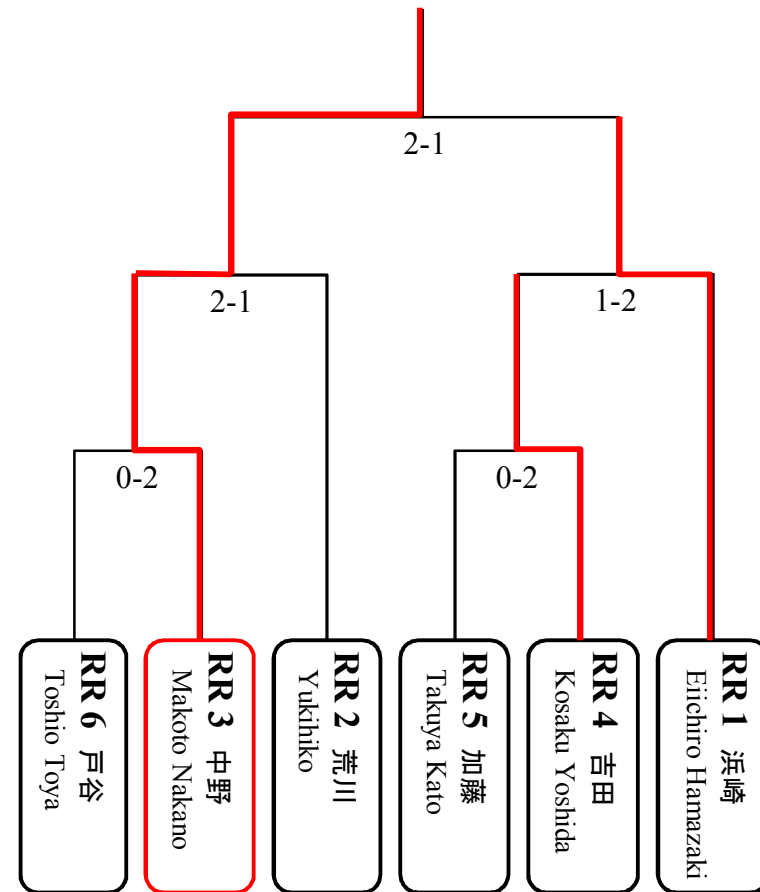 2-1
2-1
1-2
0-2
0-2
RR 6 戸谷
Toshio Toya
RR 3 中野
Makoto Nakano
RR 2 荒川
Yukihiko
RR 5 加藤
Takuya Kato
RR 4 吉田
Kosaku Yoshida
RR 1 浜崎
Eiichiro Hamazaki